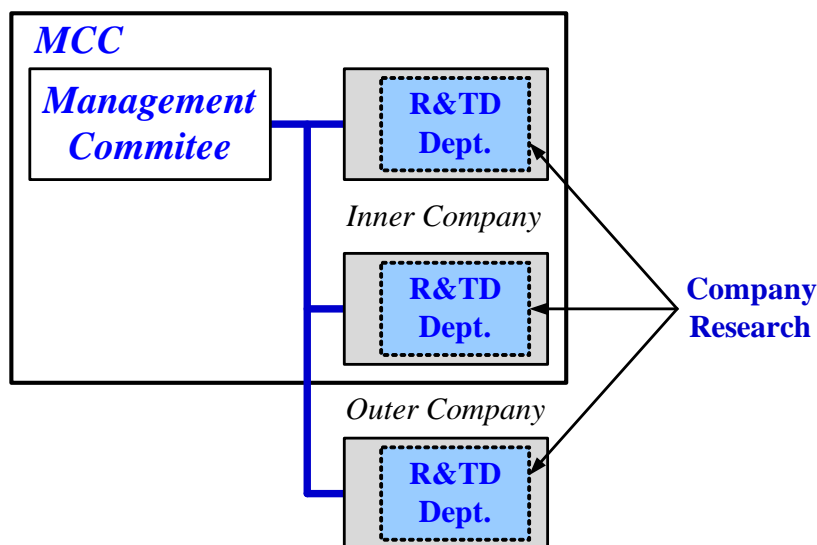 MCC
Management
Commitee
R&TD
Dept.
Inner Company
R&TD
Dept.
Company
Research
Outer Company
R&TD
Dept.